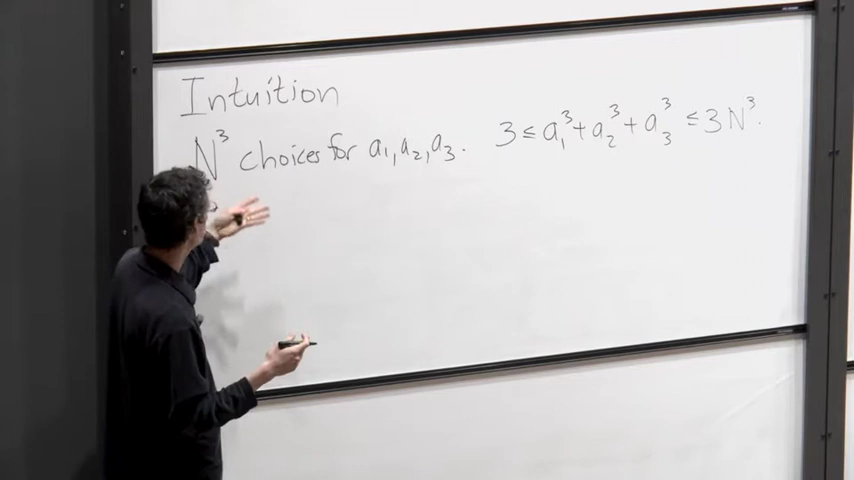 Intuition
N³ choices for a₁, a₂, a₃. 3 ≤ a₁³ + a₂³ + a₃³ ≤ 3N³.